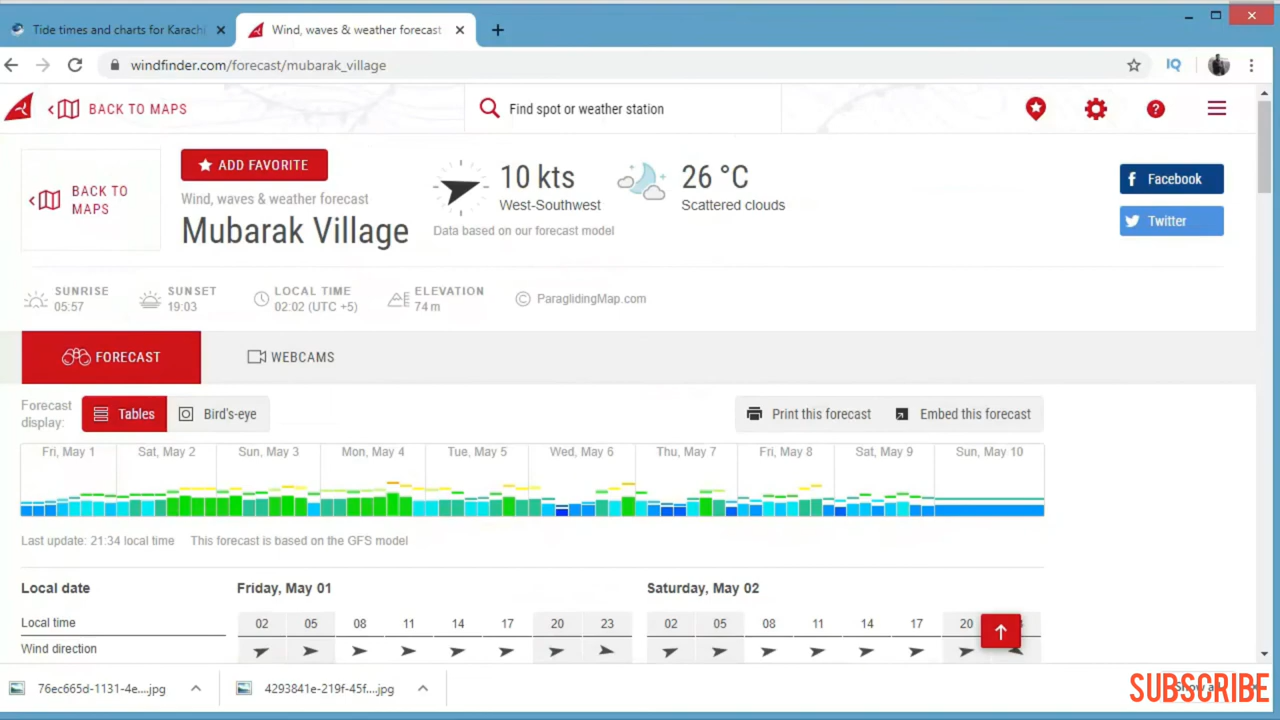 Tide times and charts for Karachi
Wind, waves & weather forecast
windfinder.com/forecast/mubarak_village
IQ
BACK TO MAPS
Find spot or weather station
BACK TO
MAPS
ADD FAVORITE
Wind, waves & weather forecast
Mubarak Village
10 kts
West-Southwest
26 °C
Scattered clouds
Data based on our forecast model
Facebook
Twitter
SUNRISE
05:57
SUNSET
19:03
LOCAL TIME
02:02 (UTC +5)
ELEVATION
74 m
© ParaglidingMap.com
FORECAST
WEBCAMS
Forecast
display:
Tables
Bird's-eye
Print this forecast
Embed this forecast
Fri, May 1
Sat, May 2
Sun, May 3
Mon, May 4
Tue, May 5
Wed, May 6
Thu, May 7
Fri, May 8
Sat, May 9
Sun, May 10
Last update: 21:34 local time
This forecast is based on the GFS model
Local date
Friday, May 01
Saturday, May 02
Local time
02 05 08 11 14 17 20 23
02 05 08 11 14 17 20
Wind direction
76ec665d-1131-4e....jpg
4293841e-219f-45f....jpg
SUBSCRIBE